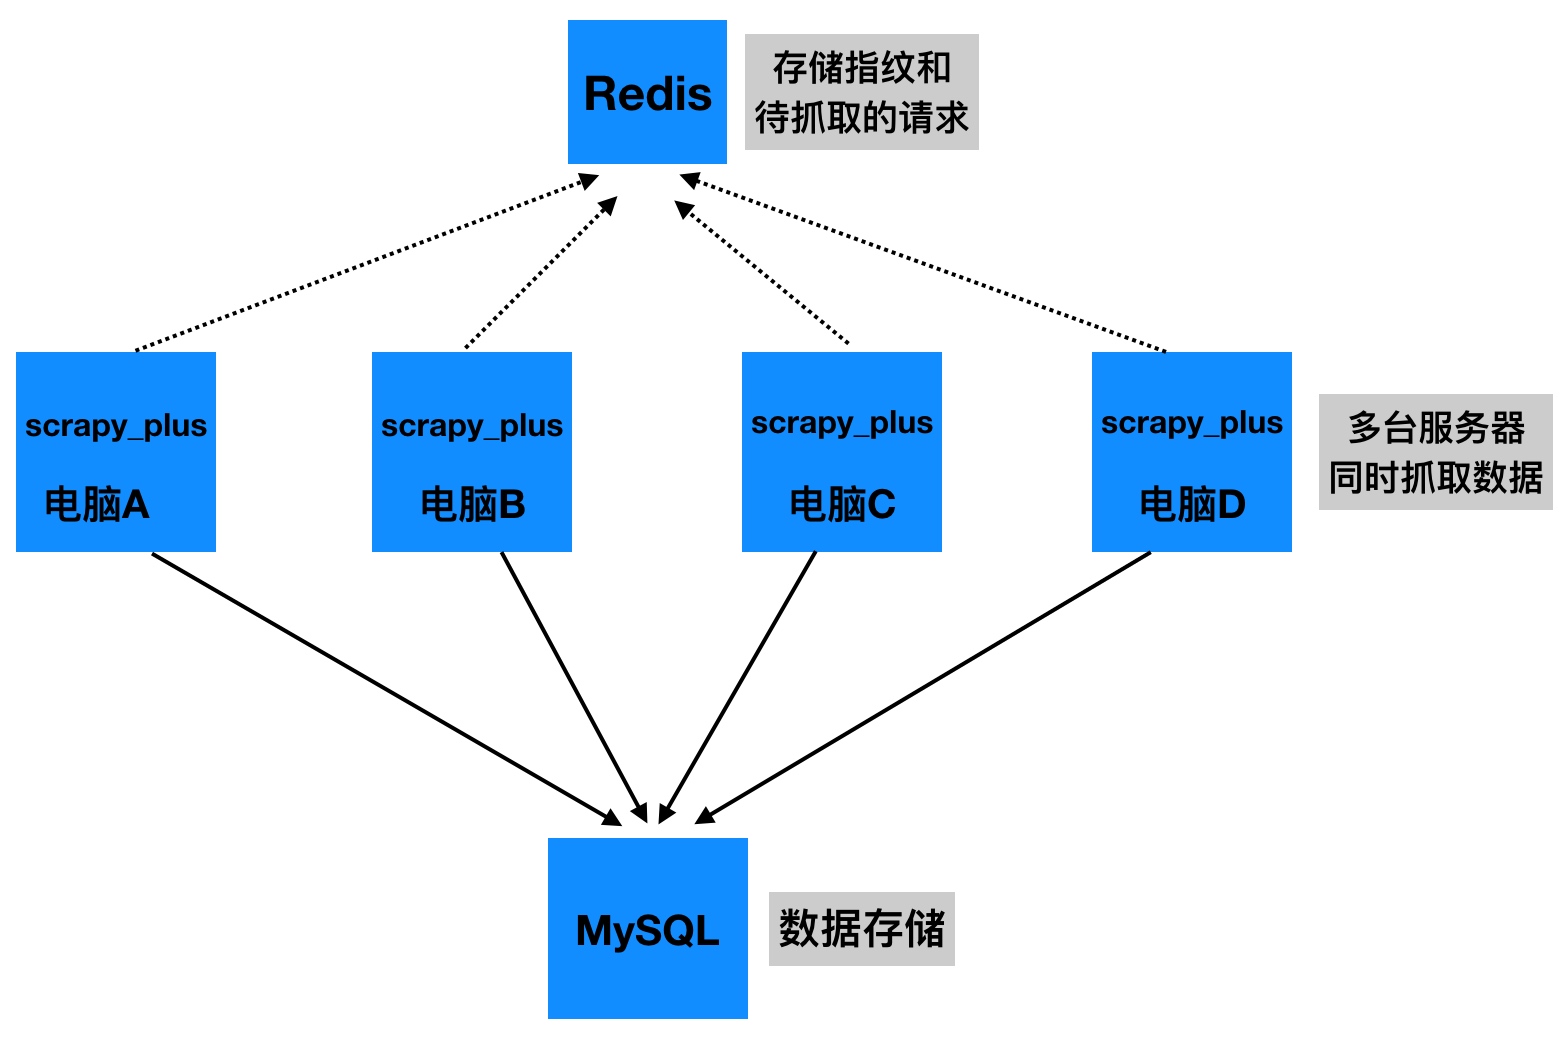 Redis
存储指纹和
待抓取的请求
scrapy_plus
电脑A
scrapy_plus
电脑B
scrapy_plus
电脑C
scrapy_plus
电脑D
多台服务器
同时抓取数据
MySQL
数据存储